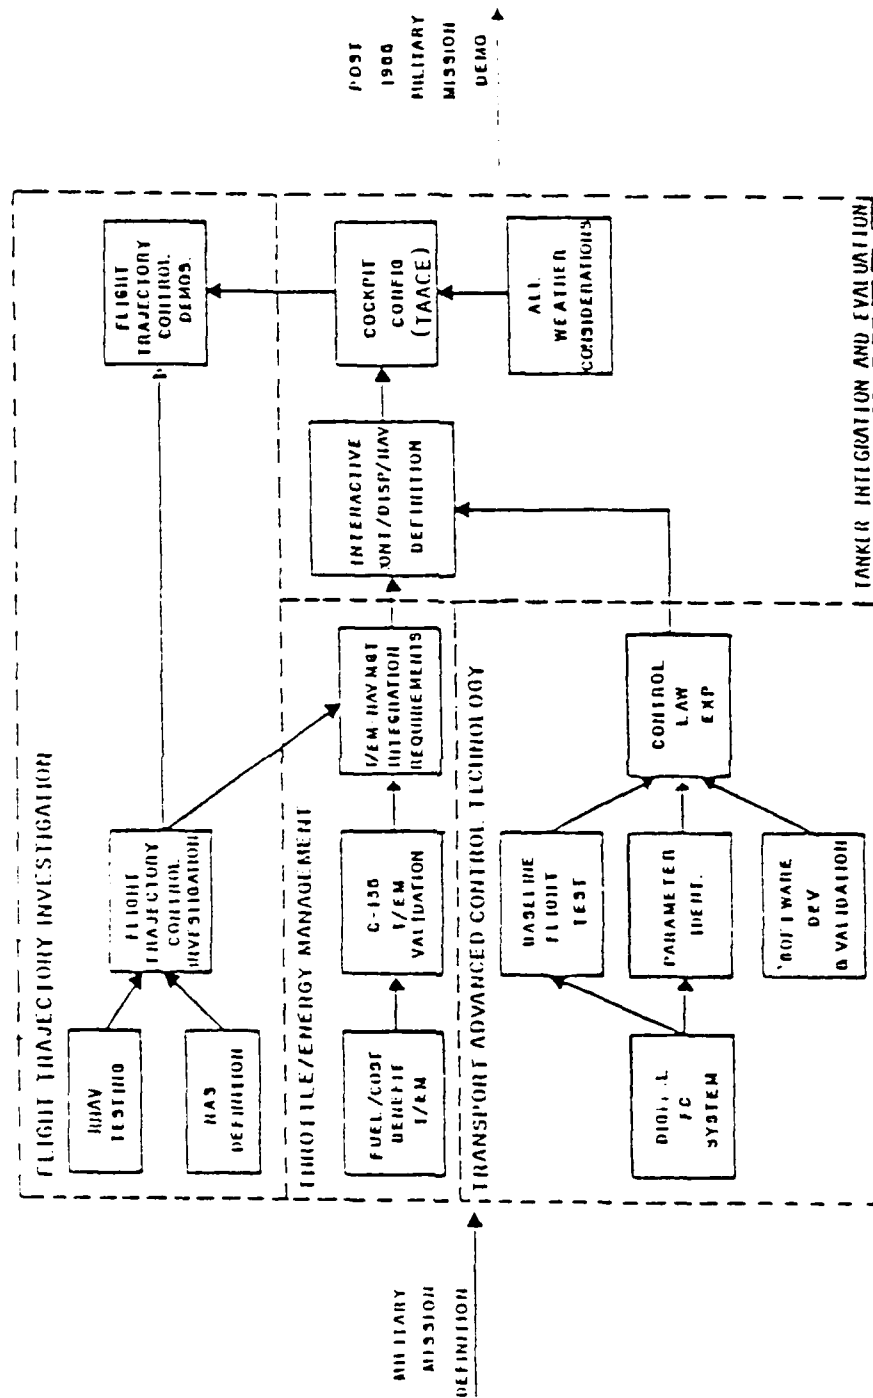 MILITARY
MISSION
DEFINITION
FLIGHT TRAJECTORY INVESTIGATION
RNAV
TESTING
NAS
DEFINITION
FLIGHT
TRAJECTORY
CONTROL
INVESTIGATION
FLIGHT
TRAJECTORY
CONTROL
DEMOS.
THROTTLE/ENERGY MANAGEMENT
FUEL/COST
BENEFIT
T/EM
C-135
T/EM
VALIDATION
T/EM-NAV MGT
INTEGRATION
REQUIREMENTS
TRANSPORT ADVANCED CONTROL TECHNOLOGY
FC
SYSTEM
BASELINE
FLIGHT
TEST
PARAMETER
IDENT.
SOFTWARE
DEV
& VALIDATION
CONTROL
LAW
EXP
INTERACTIVE
CONT/DISP/NAV
DEFINITION
COCKPIT
CONFIG
(TAACE)
ALL
WEATHER
CONSIDERATIONS
TANKER INTEGRATION AND EVALUATION
POST
1986
MILITARY
MISSION
DEMO